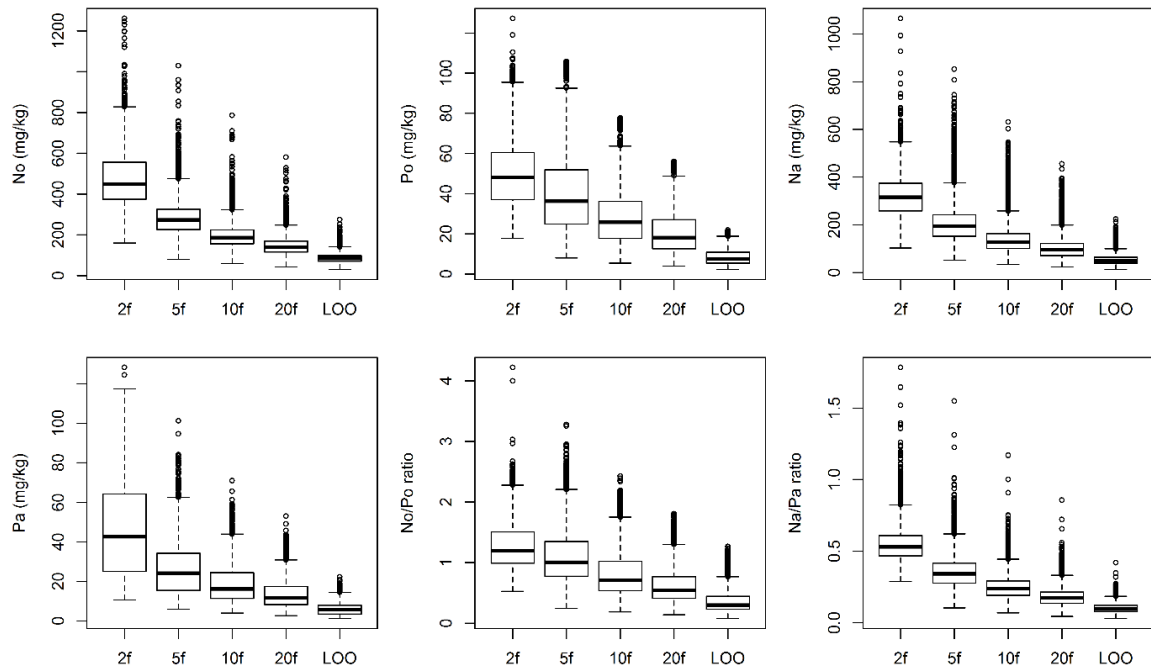 No (mg/kg)
0 200 400 600 800 1200
2f 5f 10f 20f LOO
Po (mg/kg)
0 20 40 60 80 100
2f 5f 10f 20f LOO
Na (mg/kg)
0 200 400 600 800 1000
2f 5f 10f 20f LOO
Pa (mg/kg)
0 20 40 60 80 100
2f 5f 10f 20f LOO
No/Po ratio
0 1 2 3 4
2f 5f 10f 20f LOO
Na/Pa ratio
0.0 0.5 1.0 1.5
2f 5f 10f 20f LOO